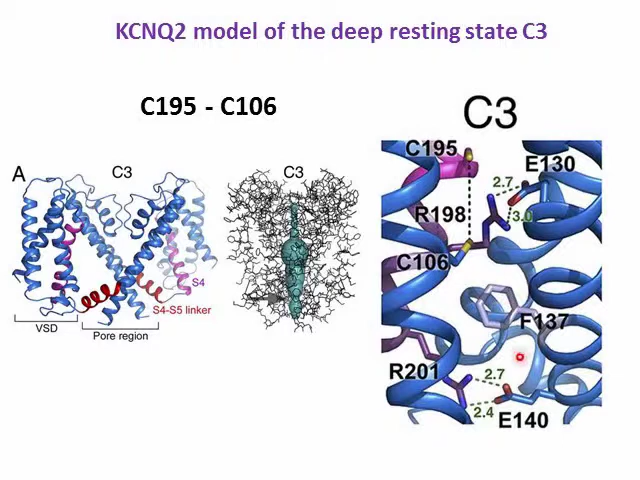 KCNQ2 model of the deep resting state C3
C195 - C106
A
C3
S4
S4-S5 linker
VSD
Pore region
C3
C3
C195
E130
2.7
R198
3.0
C106
F137
R201
2.7
2.4
E140